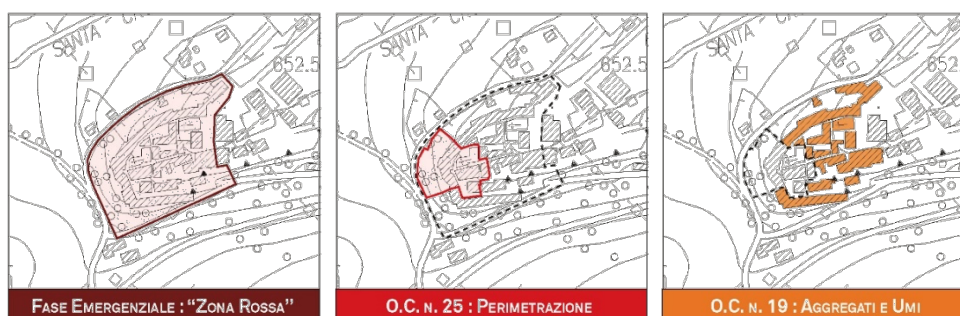 SANTA
652.5
SANTA
652.5
SANTA
652.
FASE EMERGENZIALE : "ZONA ROSSA"
O.C. N. 25 : PERIMETRAZIONE
O.C. N. 19 : AGGREGATI E UMI